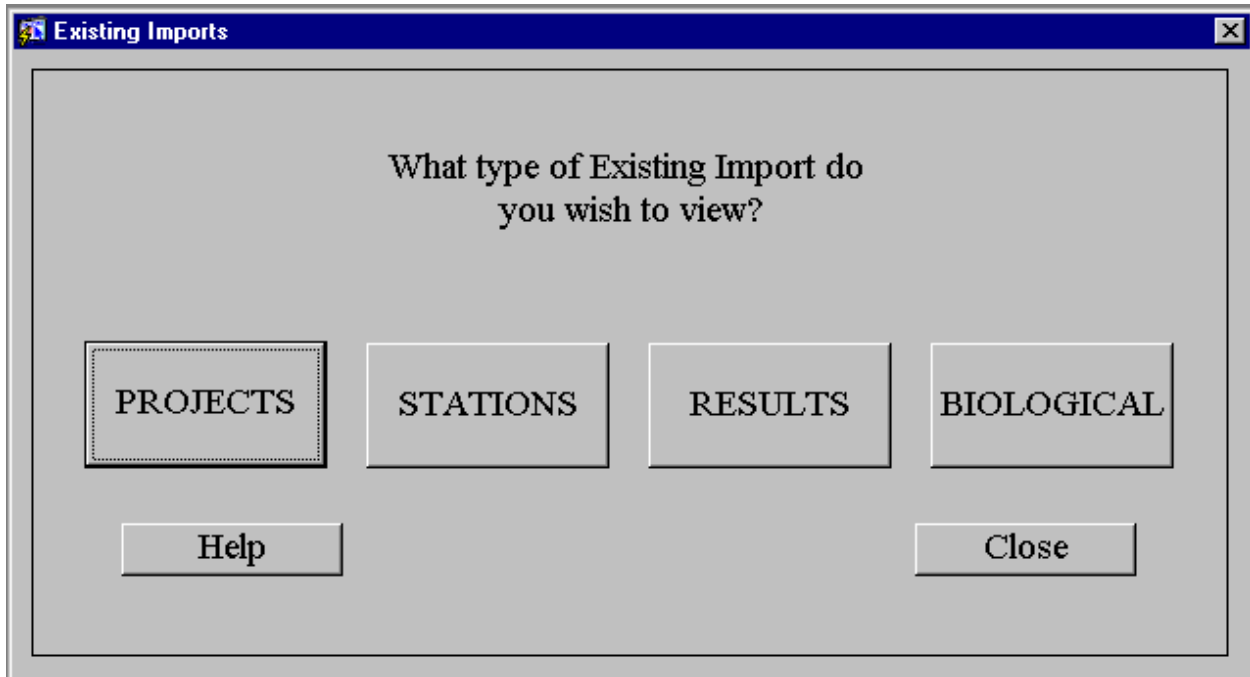 Existing Imports
What type of Existing Import do
you wish to view?
PROJECTS
STATIONS
RESULTS
BIOLOGICAL
Help
Close